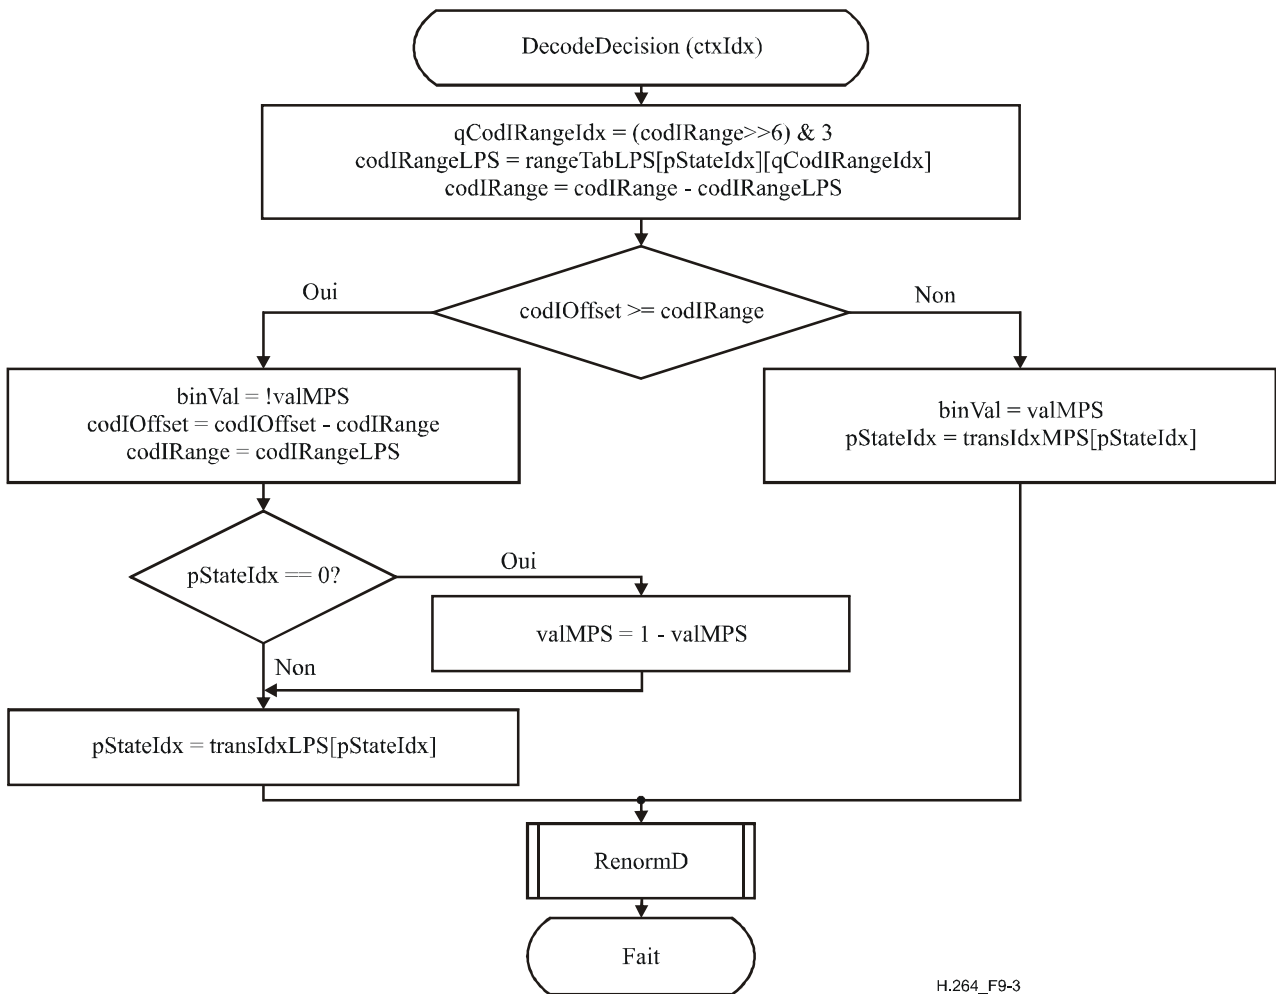 DecodeDecision (ctxIdx)
qCodIRangeIdx = (codIRange>>6) & 3
codIRangeLPS = rangeTabLPS[pStateIdx][qCodIRangeIdx]
codIRange = codIRange - codIRangeLPS
codIOffset >= codIRange
Oui
Non
binVal = !valMPS
codIOffset = codIOffset - codIRange
codIRange = codIRangeLPS
binVal = valMPS
pStateIdx = transIdxMPS[pStateIdx]
pStateIdx == 0?
Oui
valMPS = 1 - valMPS
Non
pStateIdx = transIdxLPS[pStateIdx]
RenormD
Fait
H.264_F9-3